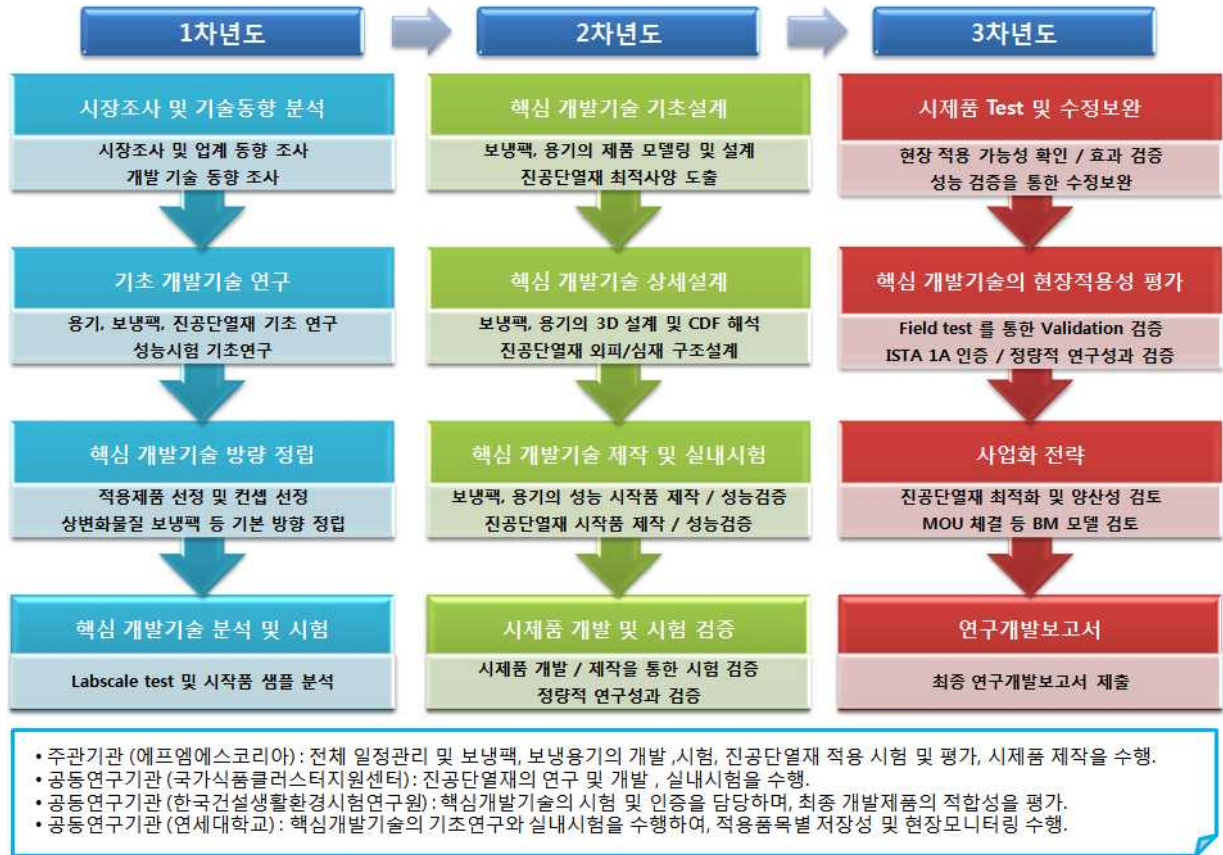 1차년도
2차년도
3차년도
시장조사 및 기술동향 분석
시장조사 및 업계 동향 조사
개발 기술 동향 조사
기초 개발기술 연구
용기, 보냉팩, 진공단열재 기초 연구
성능시험 기초연구
핵심 개발기술 방량 정립
적용제품 선정 및 컨셉 선정
상변화물질 보냉팩 등 기본 방향 정립
핵심 개발기술 분석 및 시험
Labscale test 및 시작품 샘플 분석
핵심 개발기술 기초설계
보냉팩, 용기의 제품 모델링 및 설계
진공단열재 최적사양 도출
핵심 개발기술 상세설계
보냉팩, 용기의 3D 설계 및 CDF 해석
진공단열재 외피/심재 구조설계
핵심 개발기술 제작 및 실내시험
보냉팩, 용기의 성능 시작품 제작 / 성능검증
진공단열재 시작품 제작 / 성능검증
시제품 개발 및 시험 검증
시제품 개발 / 제작을 통한 시험 검증
정량적 연구성과 검증
시제품 Test 및 수정보완
현장 적용 가능성 확인 / 효과 검증
성능 검증을 통한 수정보완
핵심 개발기술의 현장적용성 평가
Field test 를 통한 Validation 검증
ISTA 1A 인증 / 정량적 연구성과 검증
사업화 전략
진공단열재 최적화 및 양산성 검토
MOU 체결 등 BM 모델 검토
연구개발보고서
최종 연구개발보고서 제출
• 주관기관 (에프엠에스코리아) : 전체 일정관리 및 보냉팩, 보냉용기의 개발 ,시험, 진공단열재 적용 시험 및 평가, 시제품 제작을 수행.
• 공동연구기관 (국가식품클러스터지원센터) : 진공단열재의 연구 및 개발 , 실내시험을 수행.
• 공동연구기관 (한국건설생활환경시험연구원) : 핵심개발기술의 시험 및 인증을 담당하며, 최종 개발제품의 적합성을 평가.
• 공동연구기관 (연세대학교) : 핵심개발기술의 기초연구와 실내시험을 수행하여, 적용품목별 저장성 및 현장모니터링 수행.